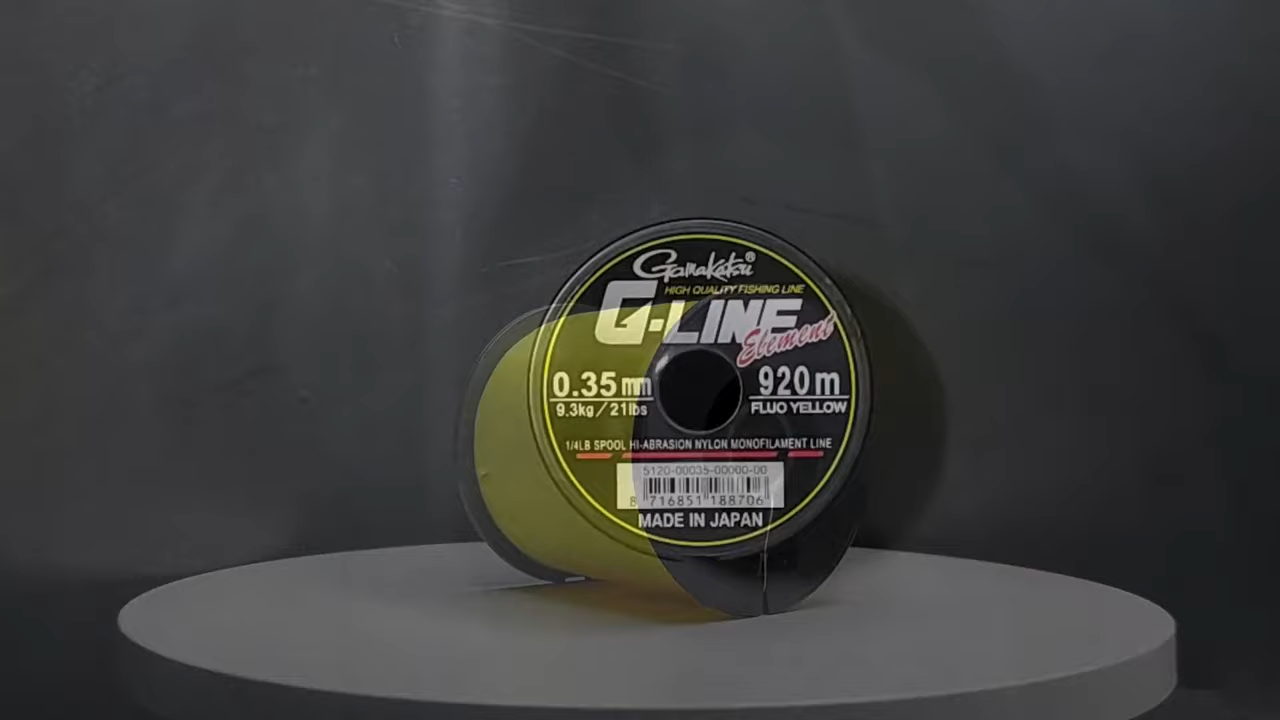 Gamakatsu®
HIGH QUALITY FISHING LINE
G-LINE
Element
0.35mm
9.3kg/21lbs
920m
FLUO YELLOW
1/4LB SPOOL HI-ABRASION NYLON MONOFILAMENT LINE
5120-00035-00000-00
8 716851 188706
MADE IN JAPAN